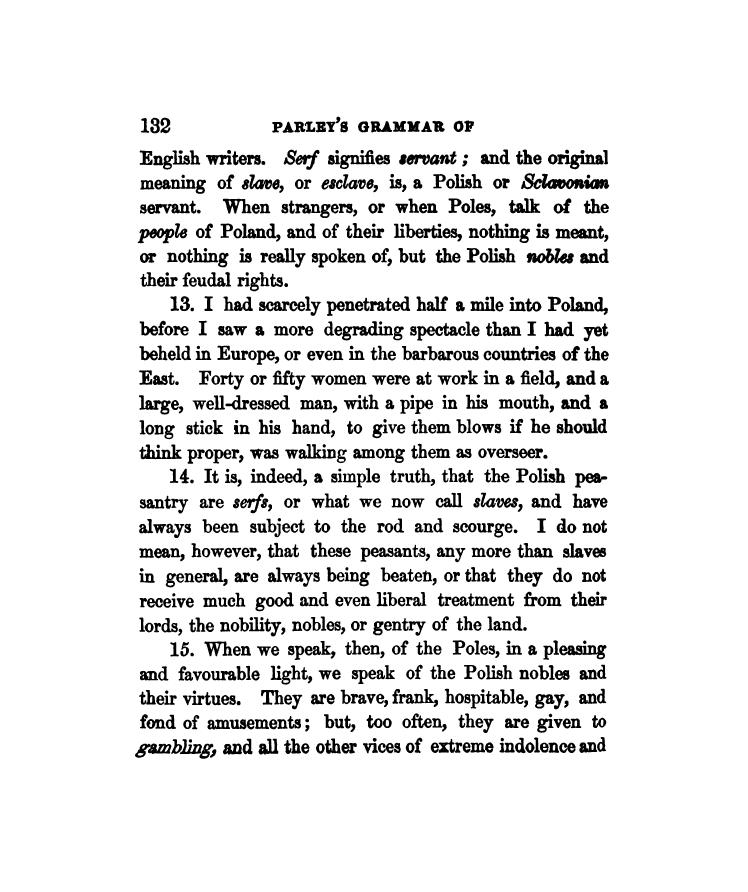 132 PARLEY'S GRAMMAR OF
English writers. Serf signifies servant; and the original
meaning of slave, or esclave, is, a Polish or Sclavonian
servant. When strangers, or when Poles, talk of the
people of Poland, and of their liberties, nothing is meant,
or nothing is really spoken of, but the Polish nobles and
their feudal rights.
13. I had scarcely penetrated half a mile into Poland,
before I saw a more degrading spectacle than I had yet
beheld in Europe, or even in the barbarous countries of the
East. Forty or fifty women were at work in a field, and a
large, well-dressed man, with a pipe in his mouth, and a
long stick in his hand, to give them blows if he should
think proper, was walking among them as overseer.
14. It is, indeed, a simple truth, that the Polish pea-
santry are serfs, or what we now call slaves, and have
always been subject to the rod and scourge. I do not
mean, however, that these peasants, any more than slaves
in general, are always being beaten, or that they do not
receive much good and even liberal treatment from their
lords, the nobility, nobles, or gentry of the land.
15. When we speak, then, of the Poles, in a pleasing
and favourable light, we speak of the Polish nobles and
their virtues. They are brave, frank, hospitable, gay, and
fond of amusements; but, too often, they are given to
gambling, and all the other vices of extreme indolence and